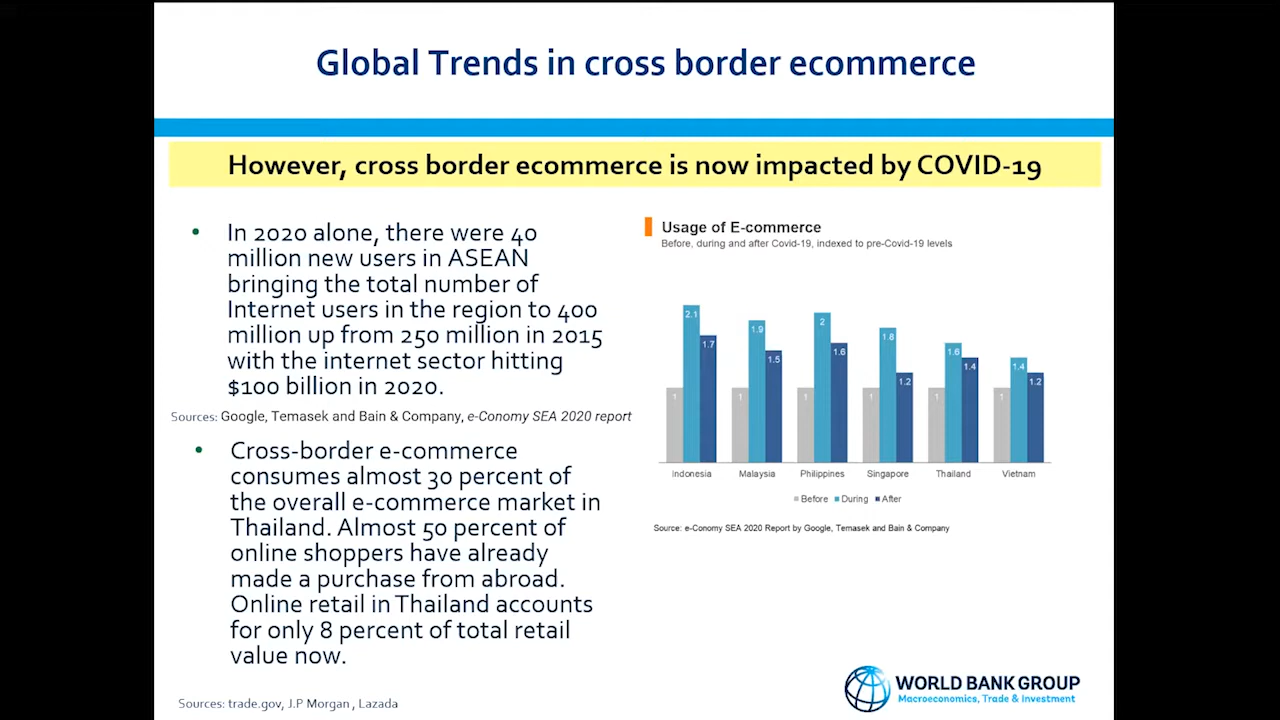 Global Trends in cross border ecommerce
However, cross border ecommerce is now impacted by COVID-19
• In 2020 alone, there were 40
million new users in ASEAN
bringing the total number of
Internet users in the region to 400
million up from 250 million in 2015
with the internet sector hitting
$100 billion in 2020.
Sources: Google, Temasek and Bain & Company, e-Conomy SEA 2020 report
• Cross-border e-commerce
consumes almost 30 percent of
the overall e-commerce market in
Thailand. Almost 50 percent of
online shoppers have already
made a purchase from abroad.
Online retail in Thailand accounts
for only 8 percent of total retail
value now.
Sources: trade.gov, J.P Morgan , Lazada
Usage of E-commerce
Before, during and after Covid-19, indexed to pre-Covid-19 levels
1 2.1 1.7 1 1.9 1.5 1 2 1.6 1 1.8 1.2 1 1.6 1.4 1 1.4 1.2
Indonesia Malaysia Philippines Singapore Thailand Vietnam
Before During After
Source: e-Conomy SEA 2020 Report by Google, Temasek and Bain & Company
WORLD BANK GROUP
Macroeconomics, Trade & Investment